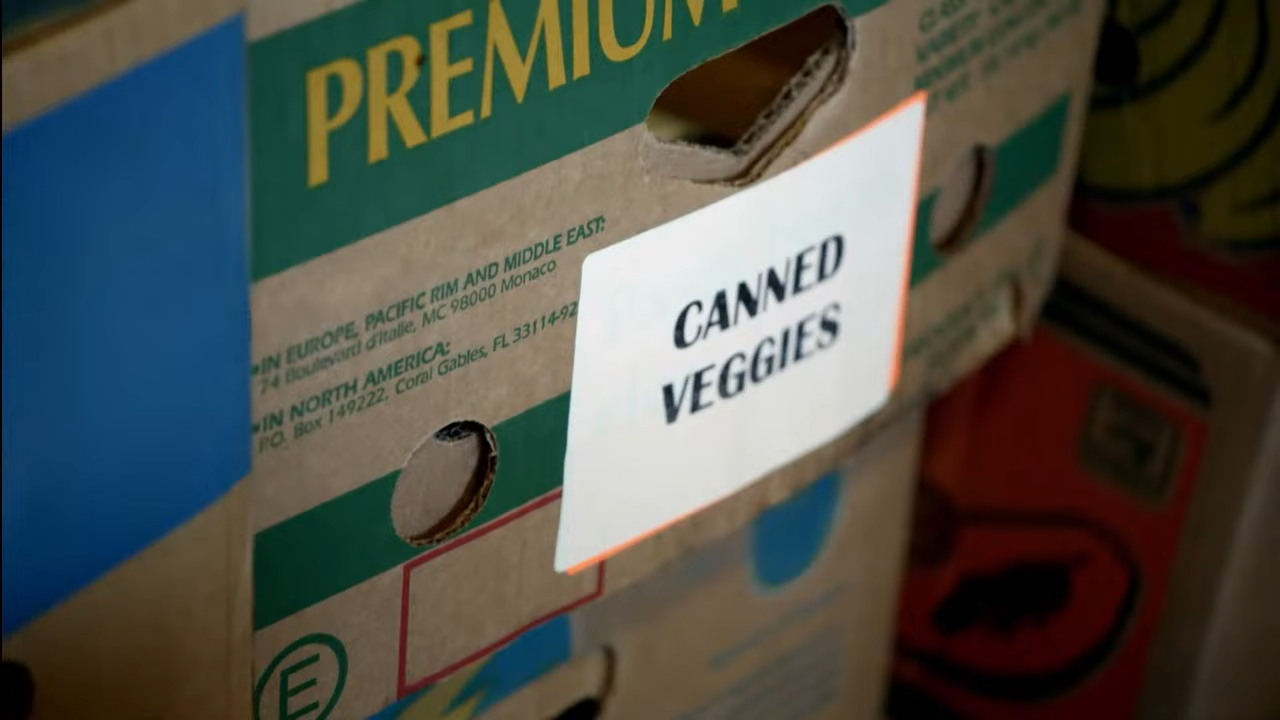 PREMIUM
•IN EUROPE, PACIFIC RIM AND MIDDLE EAST:
74 Boulevard d'Italie, MC 98000 Monaco
•IN NORTH AMERICA:
P.O. Box 149222, Coral Gables, FL 33114-92
CANNED
VEGGIES
E